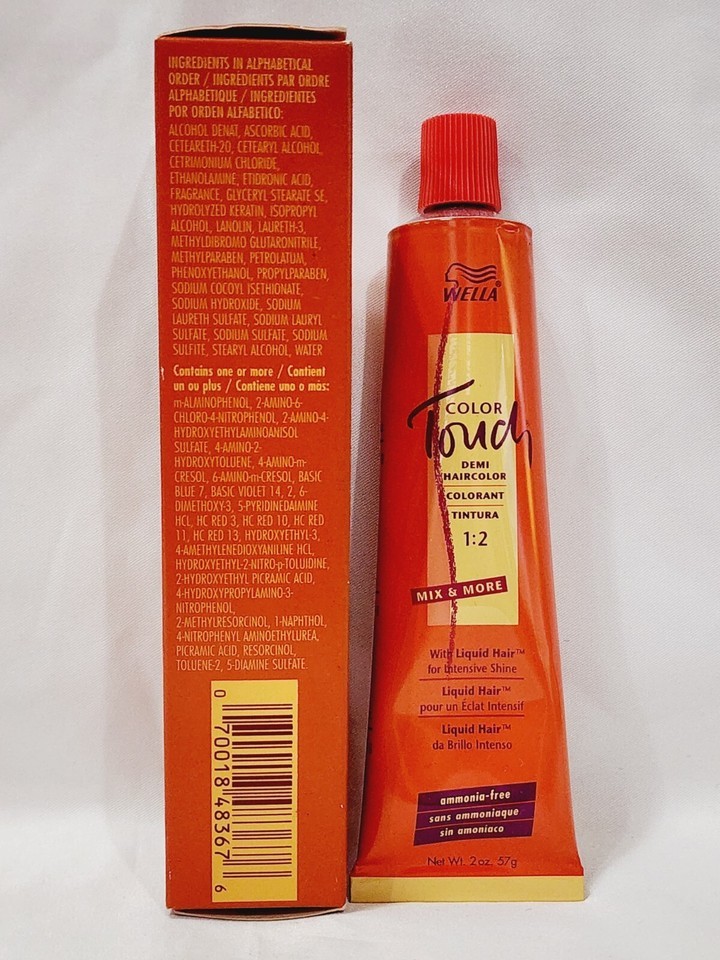 INGREDIENTS IN ALPHABETICAL
ORDER / INGRÉDIENTS PAR ORDRE
ALPHABÉTIQUE / INGREDIENTES
POR ORDEN ALFABETICO:
ALCOHOL DENAT, ASCORBIC ACID,
CETEARETH-20, CETEARYL ALCOHOL,
CETRIMONIUM CHLORIDE,
ETHANOLAMINE, ETIDRONIC ACID,
FRAGRANCE, GLYCERYL STEARATE SE,
HYDROLYZED KERATIN, ISOPROPYL
ALCOHOL, LANOLIN, LAURETH-3,
METHYLDIBROMO GLUTARONITRILE,
METHYLPARABEN, PETROLATUM,
PHENOXYETHANOL, PROPYLPARABEN,
SODIUM COCOYL ISETHIONATE,
SODIUM HYDROXIDE, SODIUM
LAURETH SULFATE, SODIUM LAURYL
SULFATE, SODIUM SULFATE, SODIUM
SULFITE, STEARYL ALCOHOL, WATER
Contains one or more / Contient
un ou plus / Contiene uno o más:
m-ALMINOPHENOL, 2-AMINO-6-
CHLORO-4-NITROPHENOL, 2-AMINO-4-
HYDROXYETHYLAMINOANISOL
SULFATE, 4-AMINO-2-
HYDROXYTOLUENE, 4-AMINO-m-
CRESOL, 6-AMINO-m-CRESOL, BASIC
BLUE 7, BASIC VIOLET 14, 2, 6-
DIMETHOXY-3, 5-PYRIDINEDAIMINE
HCL, HC RED 3, HC RED 10, HC RED
11, HC RED 13, HYDROXYETHYL-3,
4-AMETHYLENEDIOXYANILINE HCL,
HYDROXYETHYL-2-NITRO-p-TOLUIDINE,
2-HYDROXYETHYL PICRAMIC ACID,
4-HYDROXYPROPYLAMINO-3-
NITROPHENOL,
2-METHYLRESORCINOL, 1-NAPHTHOL,
4-NITROPHENYL AMINOETHYLUREA,
PICRAMIC ACID, RESORCINOL,
TOLUENE-2, 5-DIAMINE SULFATE
0 70018 48367 6
WELLA
COLOR
Touch
DEMI
HAIRCOLOR
COLORANT
TINTURA
1:2
MIX & MORE
With Liquid Hair™
for Intensive Shine
Liquid Hair™
pour un Éclat Intensif
Liquid Hair™
da Brillo Intenso
ammonia-free
sans ammoniaque
sin amoniaco
Net Wt. 2 oz. 57g